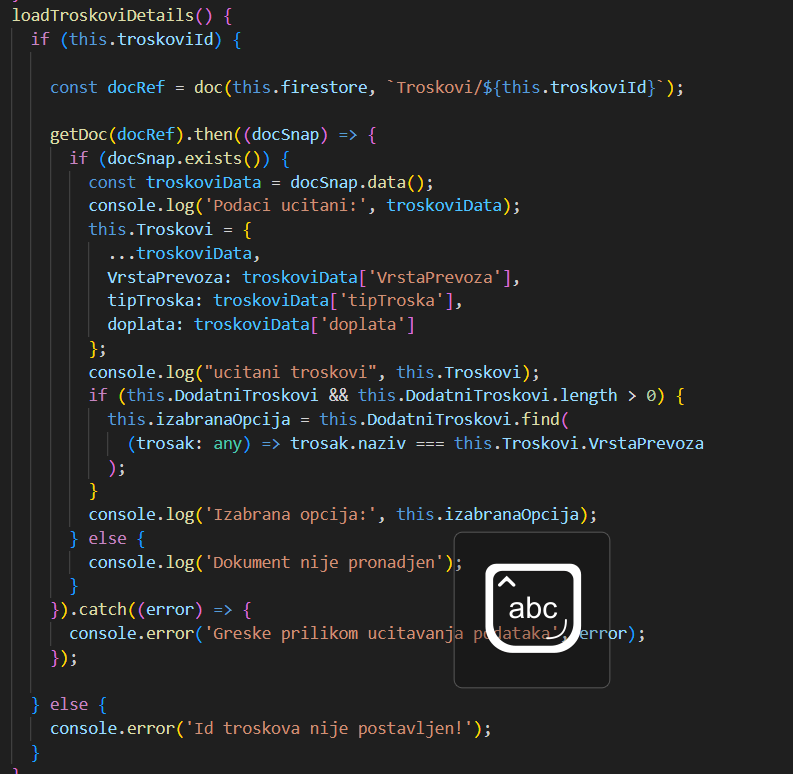 loadTroskoviDetails() {
if (this.troskoviId) {
const docRef = doc(this.firestore, `Troskovi/${this.troskoviId}`);
getDoc(docRef).then((docSnap) => {
if (docSnap.exists()) {
const troskoviData = docSnap.data();
console.log('Podaci ucitani:', troskoviData);
this.Troskovi = {
...troskoviData,
VrstaPrevoza: troskoviData['VrstaPrevoza'],
tipTroska: troskoviData['tipTroska'],
doplata: troskoviData['doplata']
};
console.log("ucitani troskovi", this.Troskovi);
if (this.DodatniTroskovi && this.DodatniTroskovi.length > 0) {
this.izabranaOpcija = this.DodatniTroskovi.find(
(trosak: any) => trosak.naziv === this.Troskovi.VrstaPrevoza
);
}
console.log('Izabrana opcija:', this.izabranaOpcija);
} else {
console.log('Dokument nije pronadjen');
}
}).catch((error) => {
console.error('Greske prilikom ucitavanja podataka', error);
});
} else {
console.error('Id troskova nije postavljen!');
}
}
abc